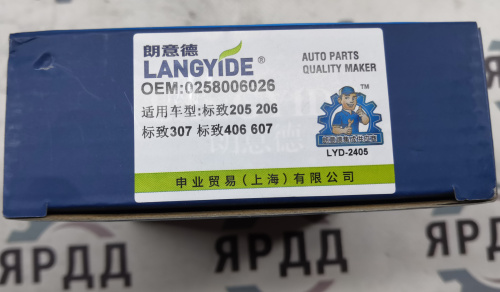 朗意德
LANGYIDE®
AUTO PARTS
QUALITY MAKER
OEM:0258006026
适用车型:标致205 206
标致307 标致406 607
TM
LYD-2405
申业贸易(上海)有限公司
ЯРДД
ЯРДД